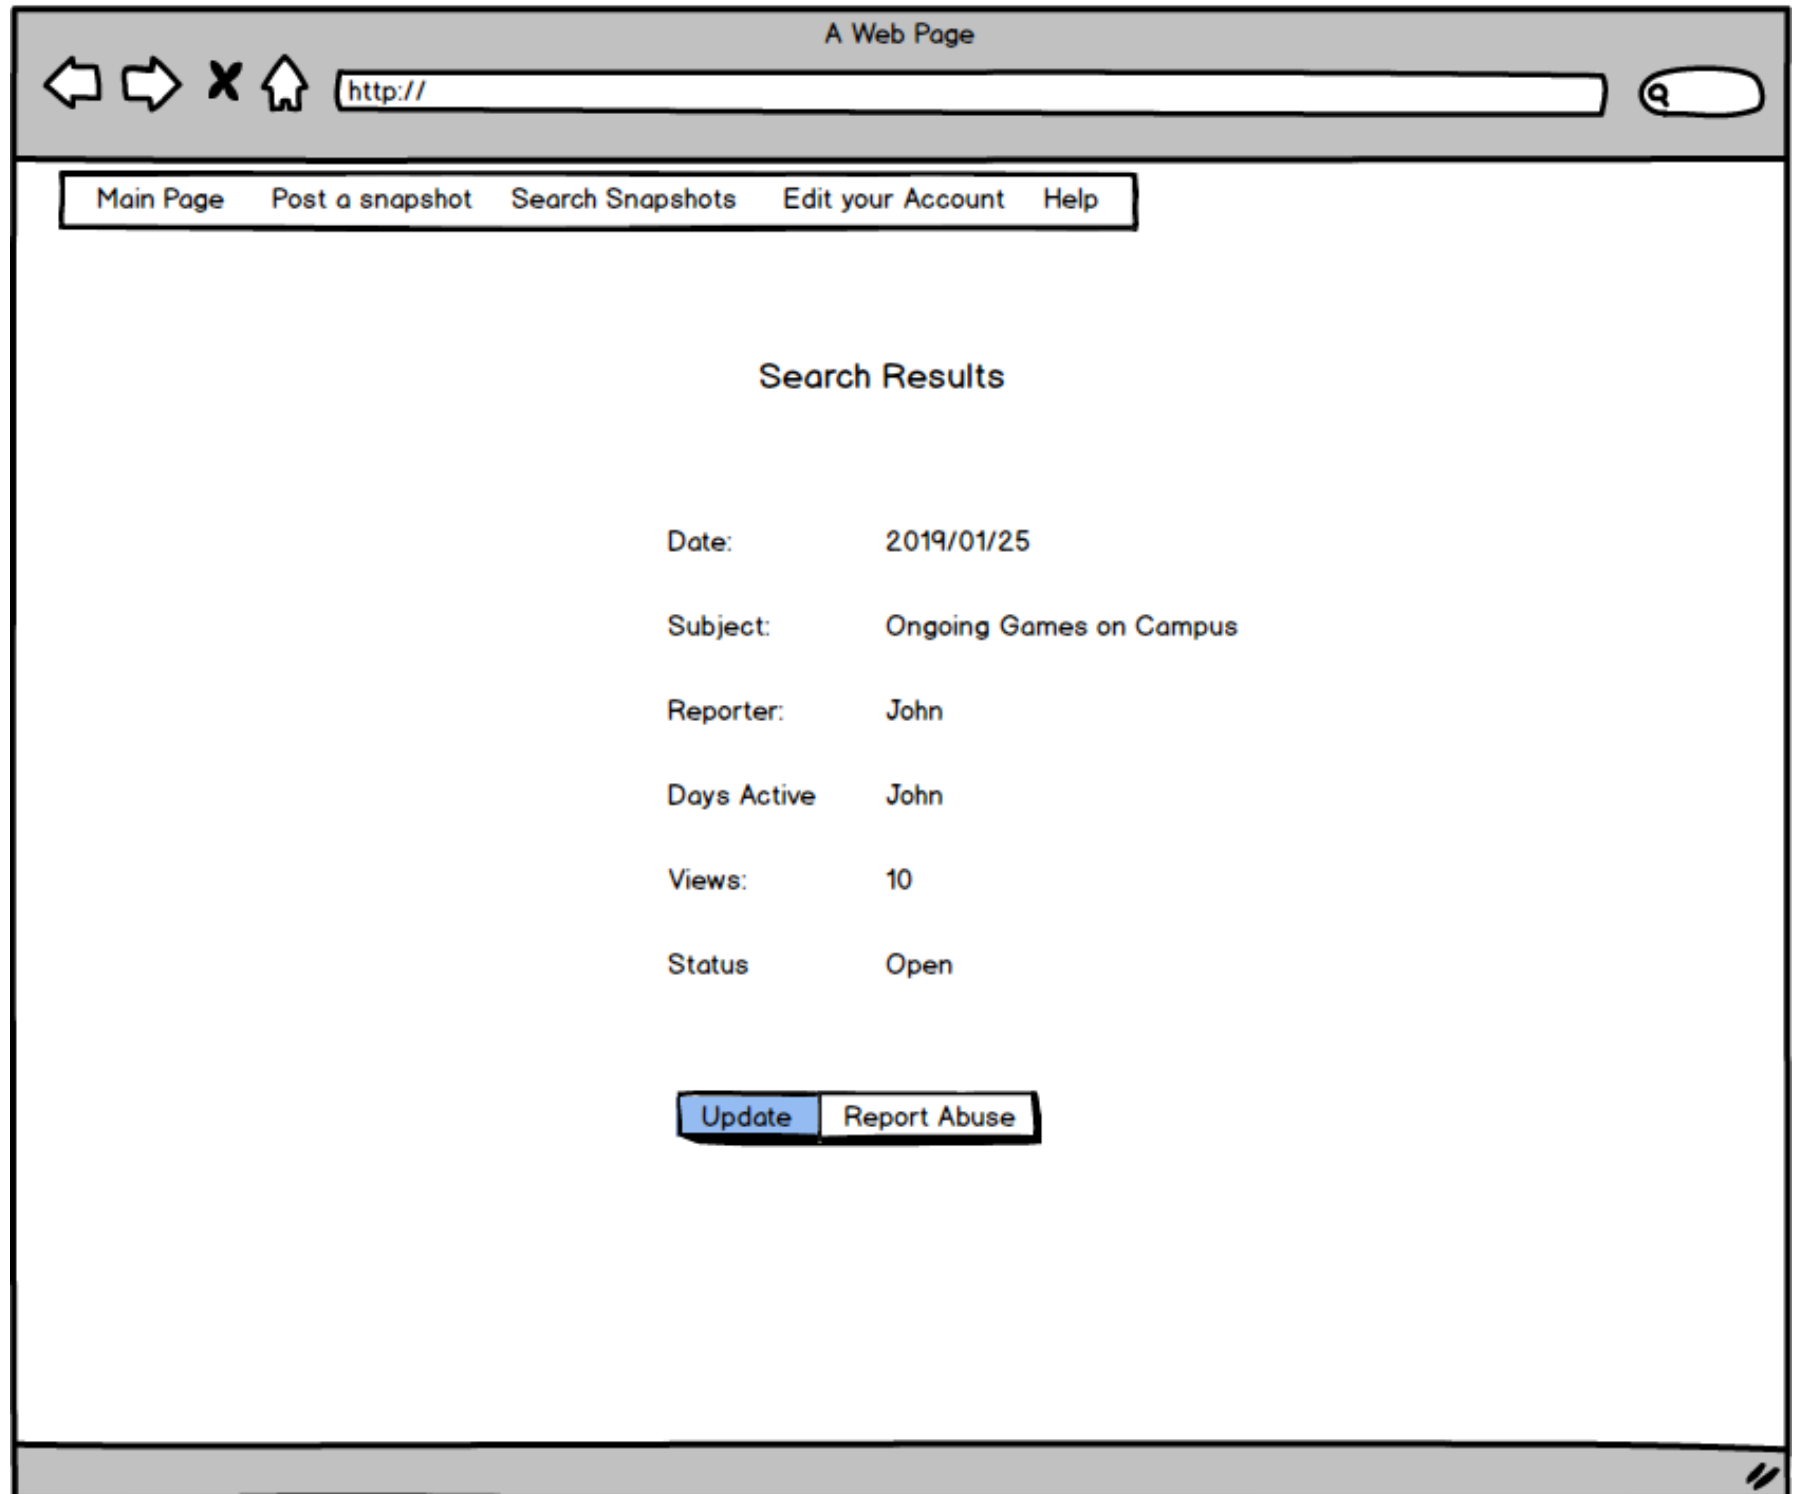 A Web Page
http://
Main Page Post a snapshot Search Snapshots Edit your Account Help
Search Results
Date: 2019/01/25
Subject: Ongoing Games on Campus
Reporter: John
Days Active John
Views: 10
Status Open
Update Report Abuse